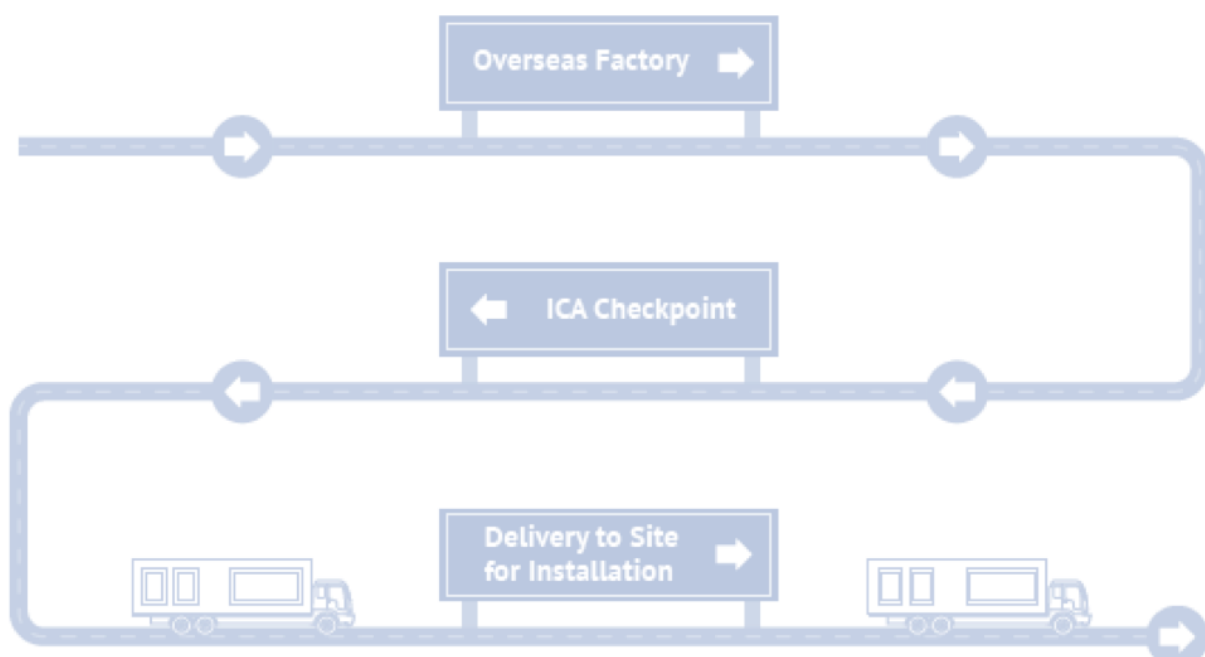 Overseas Factory
ICA Checkpoint
Delivery to Site
for Installation